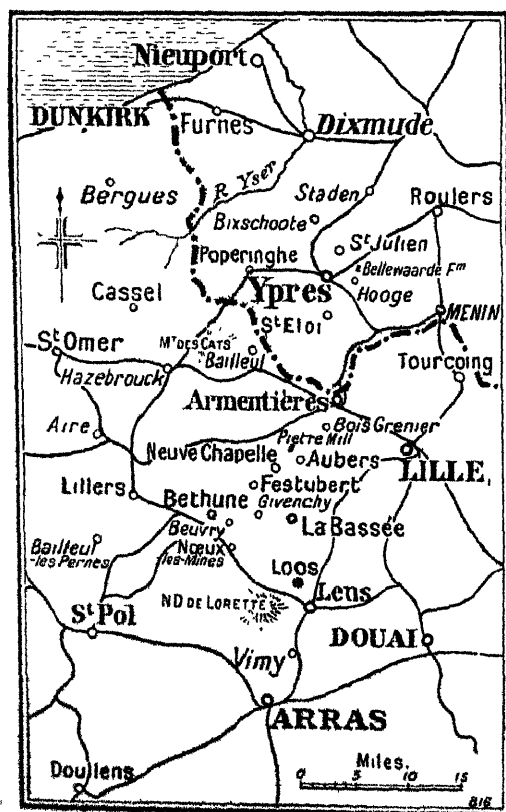 Nieuport
DUNKIRK
Furnes
Dixmude
R. Yser
Bergues
Staden
Roulers
Bixschoote
St Julien
Poperinghe
Bellewaarde Fm
Ypres
Hooge
Cassel
St Eloi
MENIN
St Omer
Mt DES CATS
Bailleul
Tourcoing
Hazebrouck
Armentières
Aire
Bois Grenier
Pietre Mill
Neuve Chapelle
Aubers
LILLE
Lillers
Festubert
Bethune
Givenchy
La Bassée
Beuvry
Bailleul
-les-Pernes
Nœux
-les-Mines
Loos
ND DE LORETTE
Lens
St Pol
DOUAI
Vimy
ARRAS
Doullens
Miles.
0 5 10 15
B16